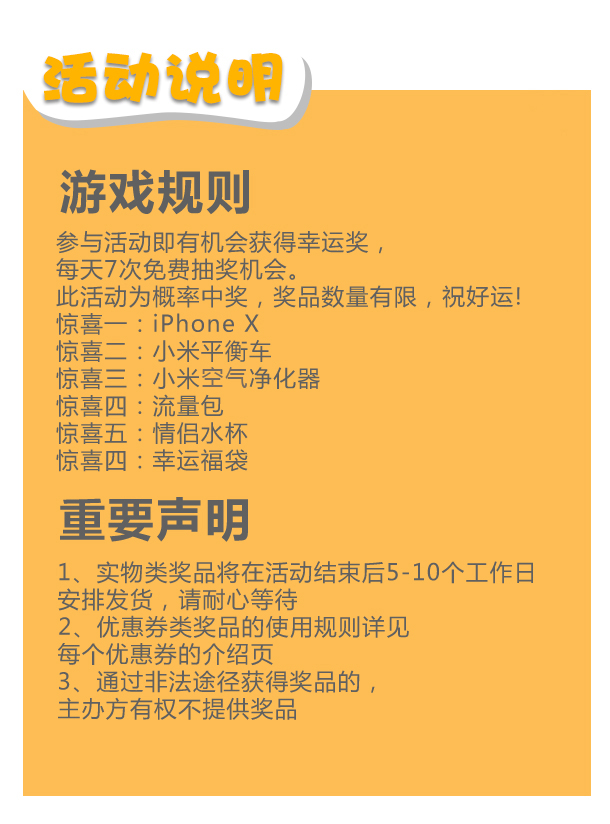 活动说明
游戏规则
参与活动即有机会获得幸运奖，
每天7次免费抽奖机会。
此活动为概率中奖，奖品数量有限，祝好运!
惊喜一：iPhone X
惊喜二：小米平衡车
惊喜三：小米空气净化器
惊喜四：流量包
惊喜五：情侣水杯
惊喜四：幸运福袋
重要声明
1、实物类奖品将在活动结束后5-10个工作日
安排发货，请耐心等待
2、优惠券类奖品的使用规则详见
每个优惠券的介绍页
3、通过非法途径获得奖品的，
主办方有权不提供奖品